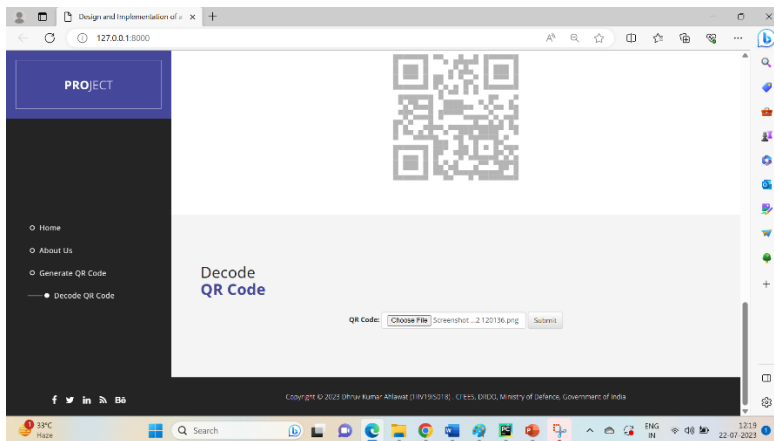 Design and Implementation of a
127.0.0.1:8000
PROJECT
Home
About Us
Generate QR Code
Decode QR Code
Decode
QR Code
QR Code:
Choose File
Screenshot ...2 120136.png
Submit
Copyright © 2023 Dhruv Kumar Ahlawat (1RV19IS018) . CFEES, DRDO, Ministry of Defence, Government of India
33°C
Haze
Search
ENG
IN
12:19
22-07-2023